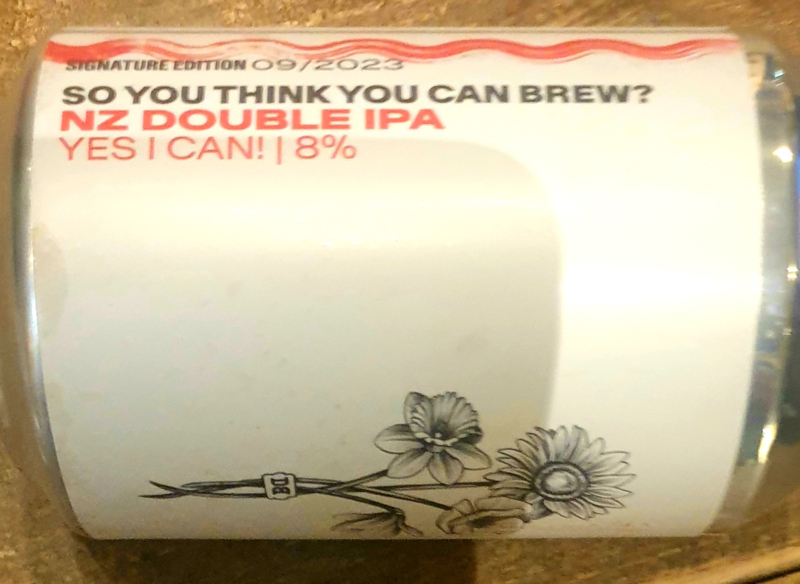 SIGNATURE EDITION 09/2023
SO YOU THINK YOU CAN BREW?
NZ DOUBLE IPA
YES I CAN! | 8%